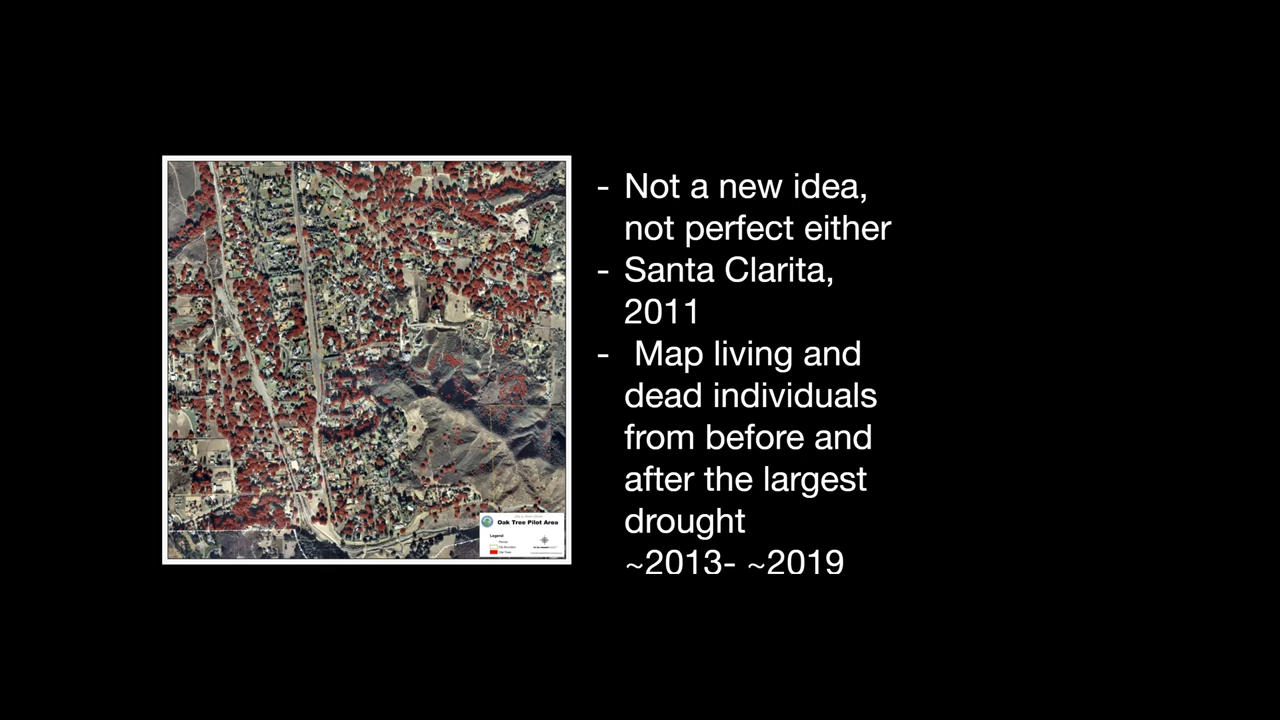 - Not a new idea,
not perfect either
- Santa Clarita,
2011
- Map living and
dead individuals
from before and
after the largest
drought
~2013- ~2019
Oak Tree Pilot Area
Legend